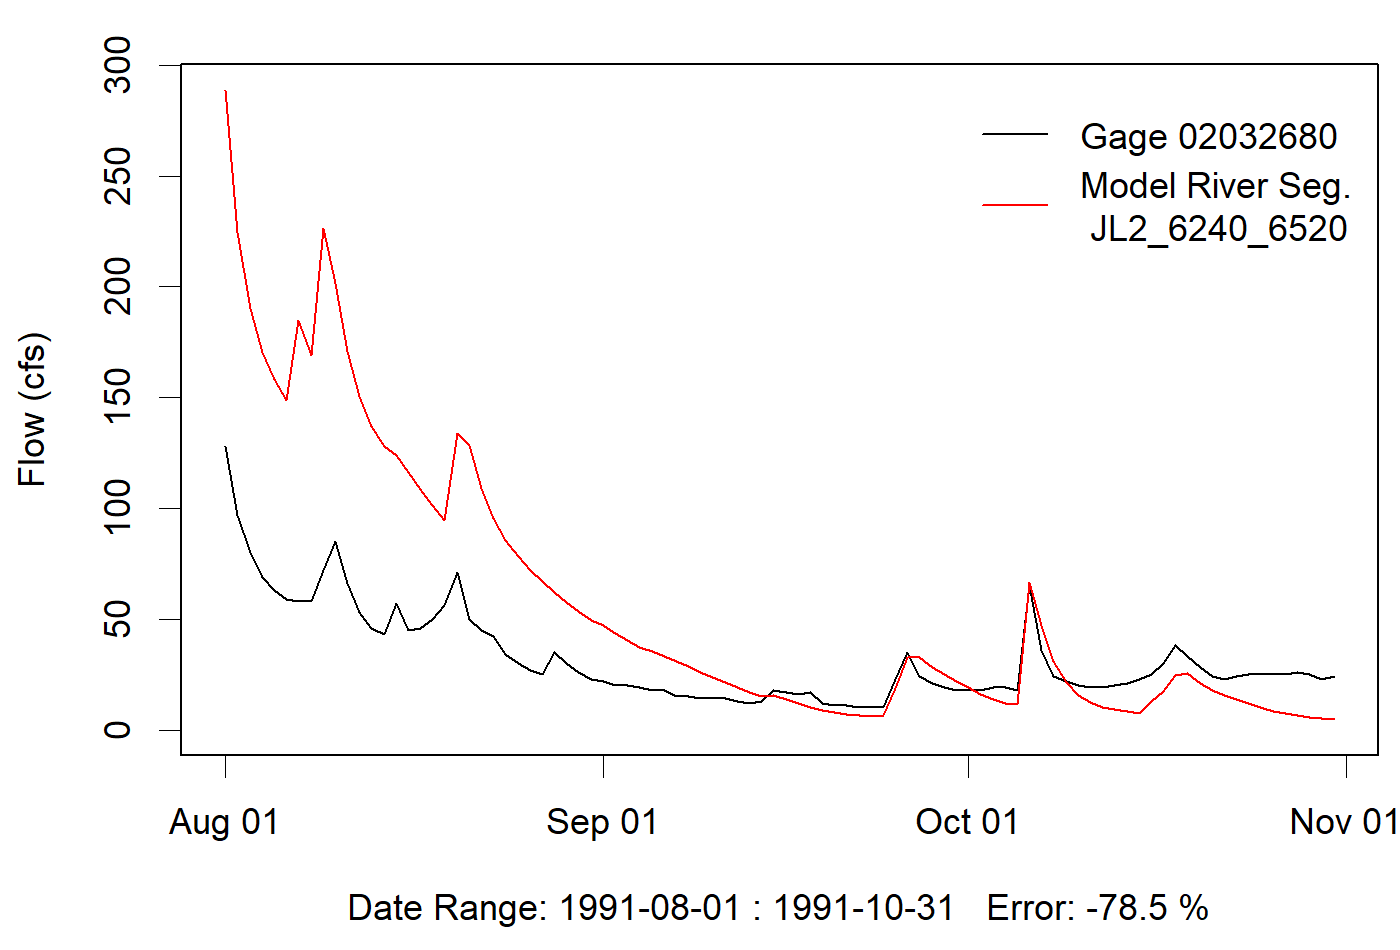 300
250
200
150
100
50
0
Flow (cfs)
Gage 02032680
Model River Seg.
JL2_6240_6520
Aug 01
Sep 01
Oct 01
Nov 01
Date Range: 1991-08-01 : 1991-10-31   Error: -78.5 %